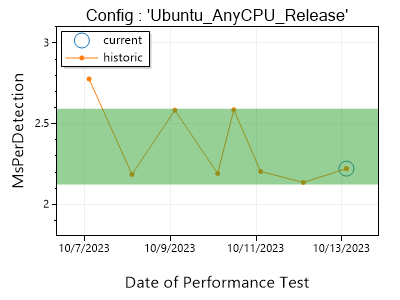 Config : 'Ubuntu_AnyCPU_Release'
current
historic
MsPerDetection
3
2.5
2
10/7/2023
10/9/2023
10/11/2023
10/13/2023
Date of Performance Test